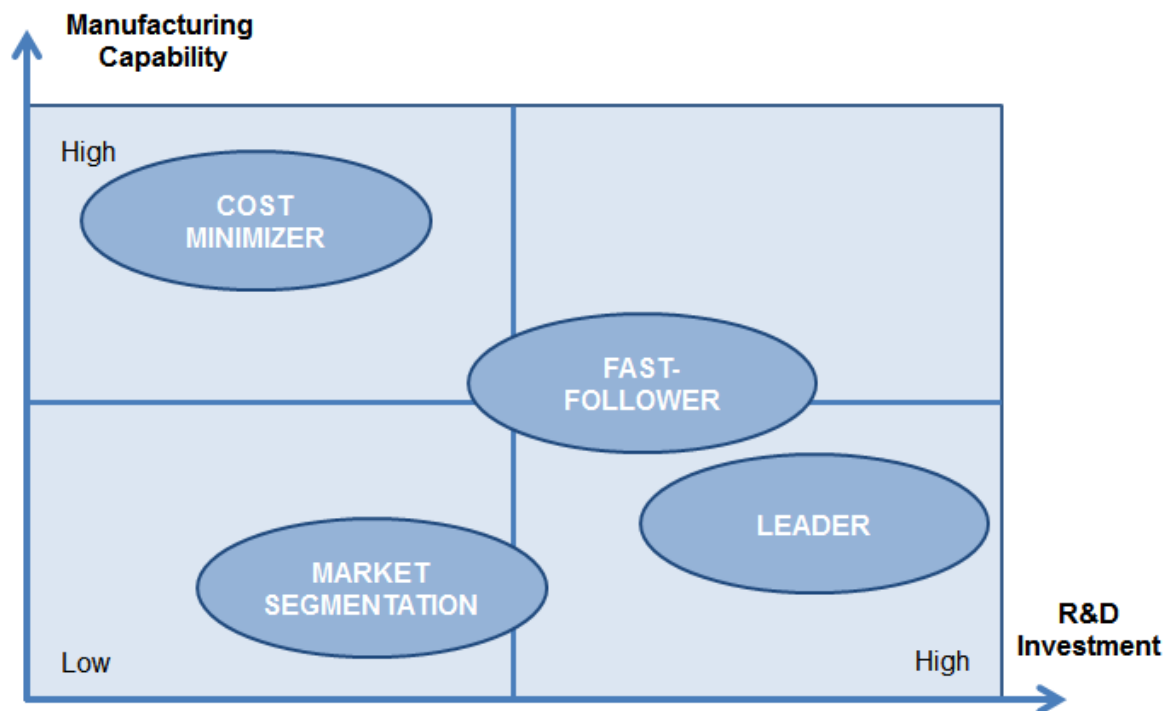 Manufacturing
Capability
High
COST
MINIMIZER
FAST-
FOLLOWER
LEADER
MARKET
SEGMENTATION
Low
High
R&D
Investment